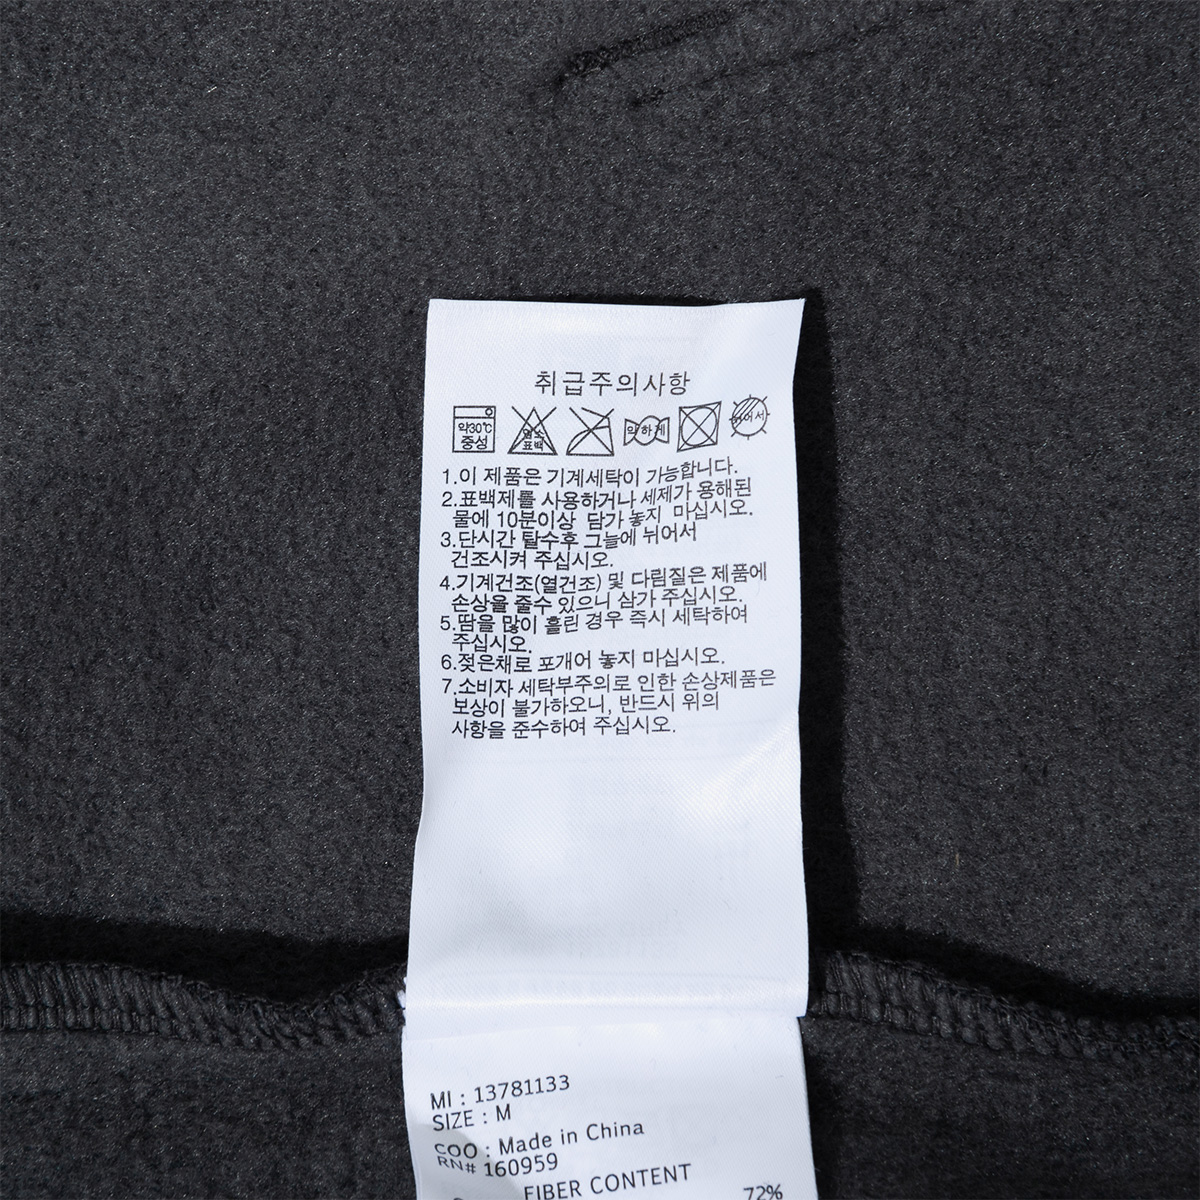 취급주의사항
약30℃
중성
염소
표백
약하게
뉘어서
1.이 제품은 기계세탁이 가능합니다.
2.표백제를 사용하거나 세제가 용해된
물에 10분이상 담가 놓지 마십시오.
3.단시간 탈수후 그늘에 뉘어서
건조시켜 주십시오.
4.기계건조(열건조) 및 다림질은 제품에
손상을 줄수 있으니 삼가 주십시오.
5.땀을 많이 흘린 경우 즉시 세탁하여
주십시오.
6.젖은채로 포개어 놓지 마십시오.
7.소비자 세탁부주의로 인한 손상제품은
보상이 불가하오니, 반드시 위의
사항을 준수하여 주십시오.
MI : 13781133
SIZE : M
COO : Made in China
RN# 160959
FIBER CONTENT
72%